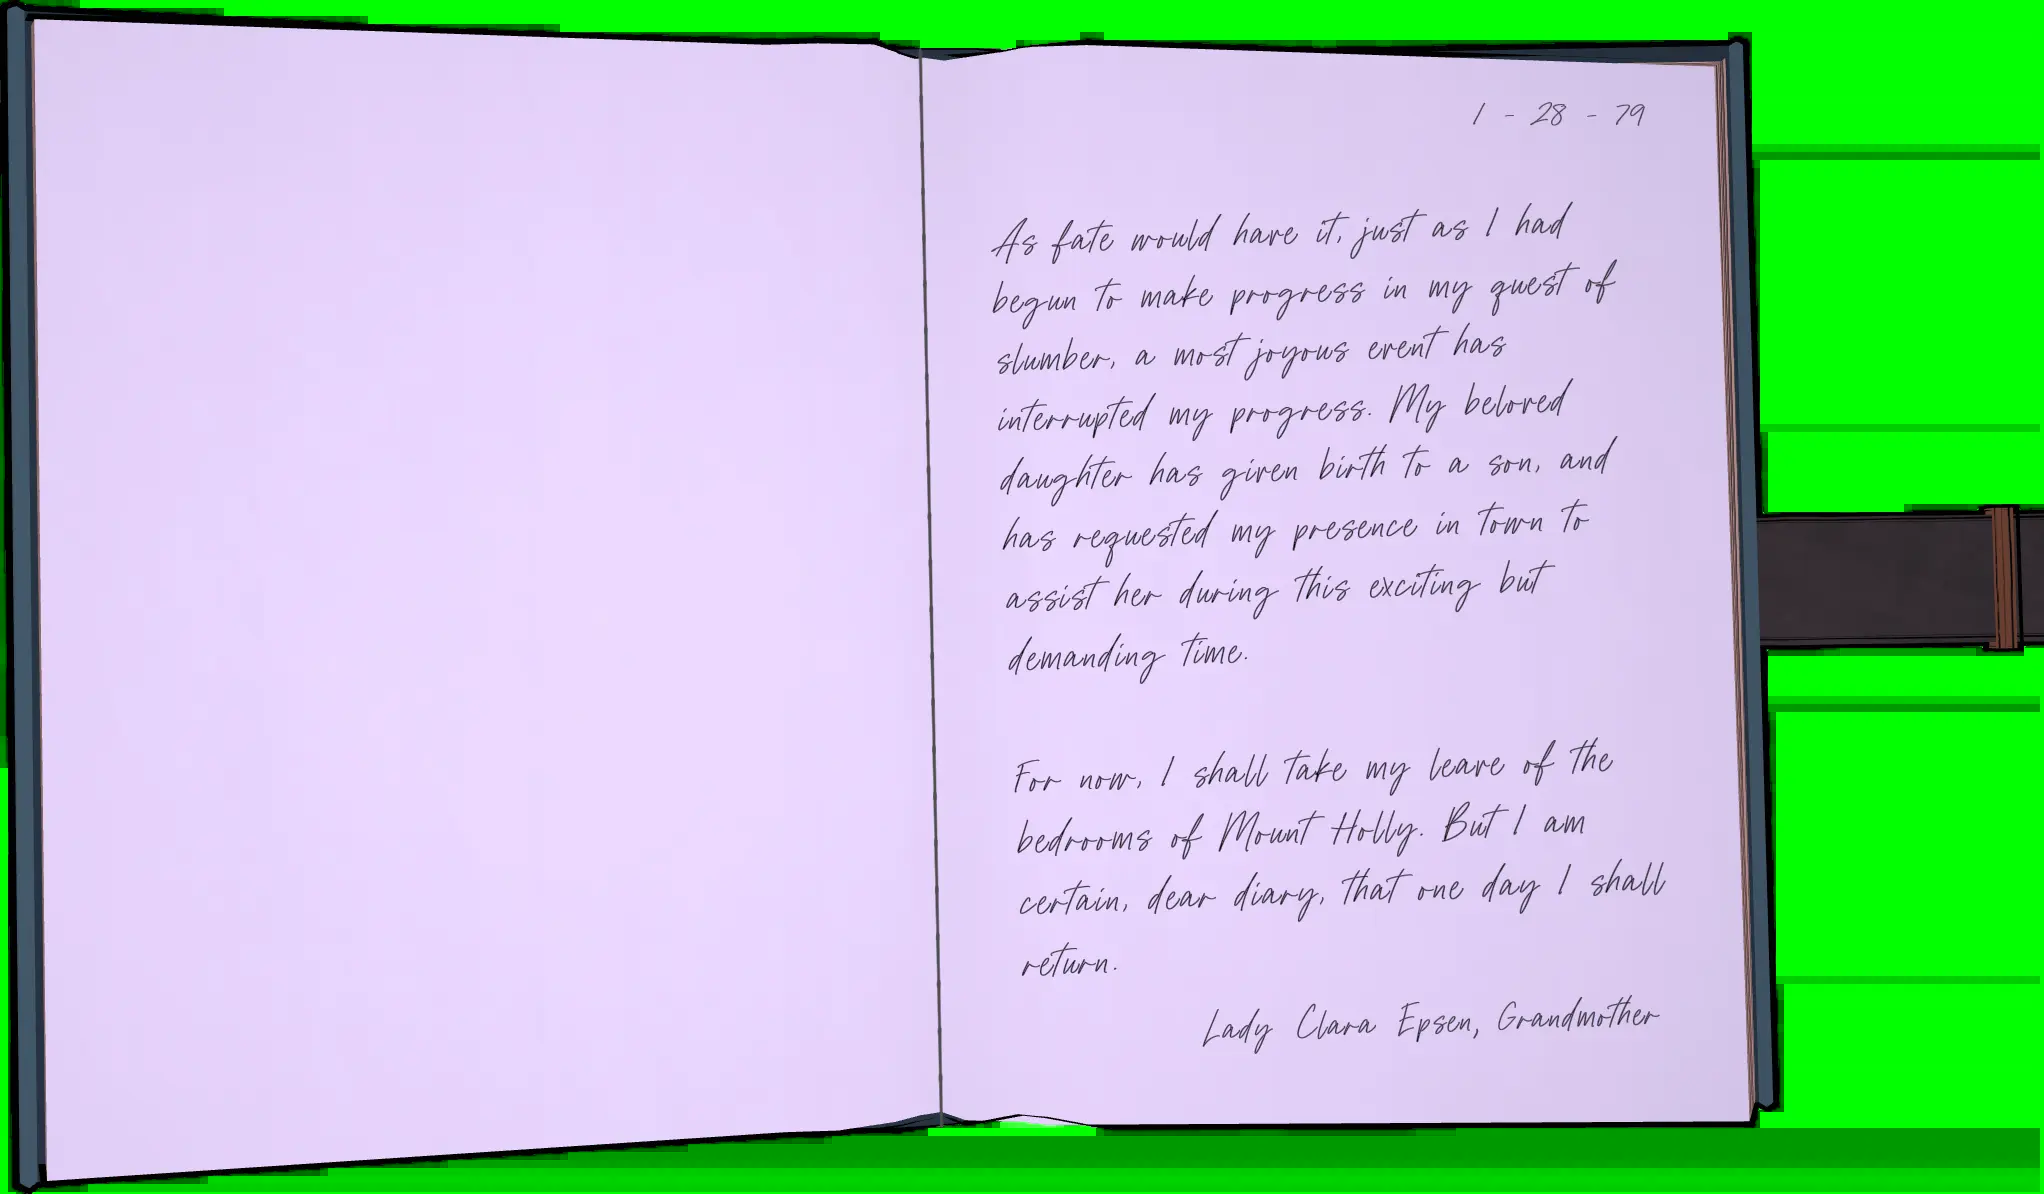 1 - 28 - 79
As fate would have it, just as I had
begun to make progress in my quest of
slumber, a most joyous event has
interrupted my progress. My beloved
daughter has given birth to a son, and
has requested my presence in town to
assist her during this exciting but
demanding time.
For now, I shall take my leave of the
bedrooms of Mount Holly. But I am
certain, dear diary, that one day I shall
return.
Lady Clara Epsen, Grandmother